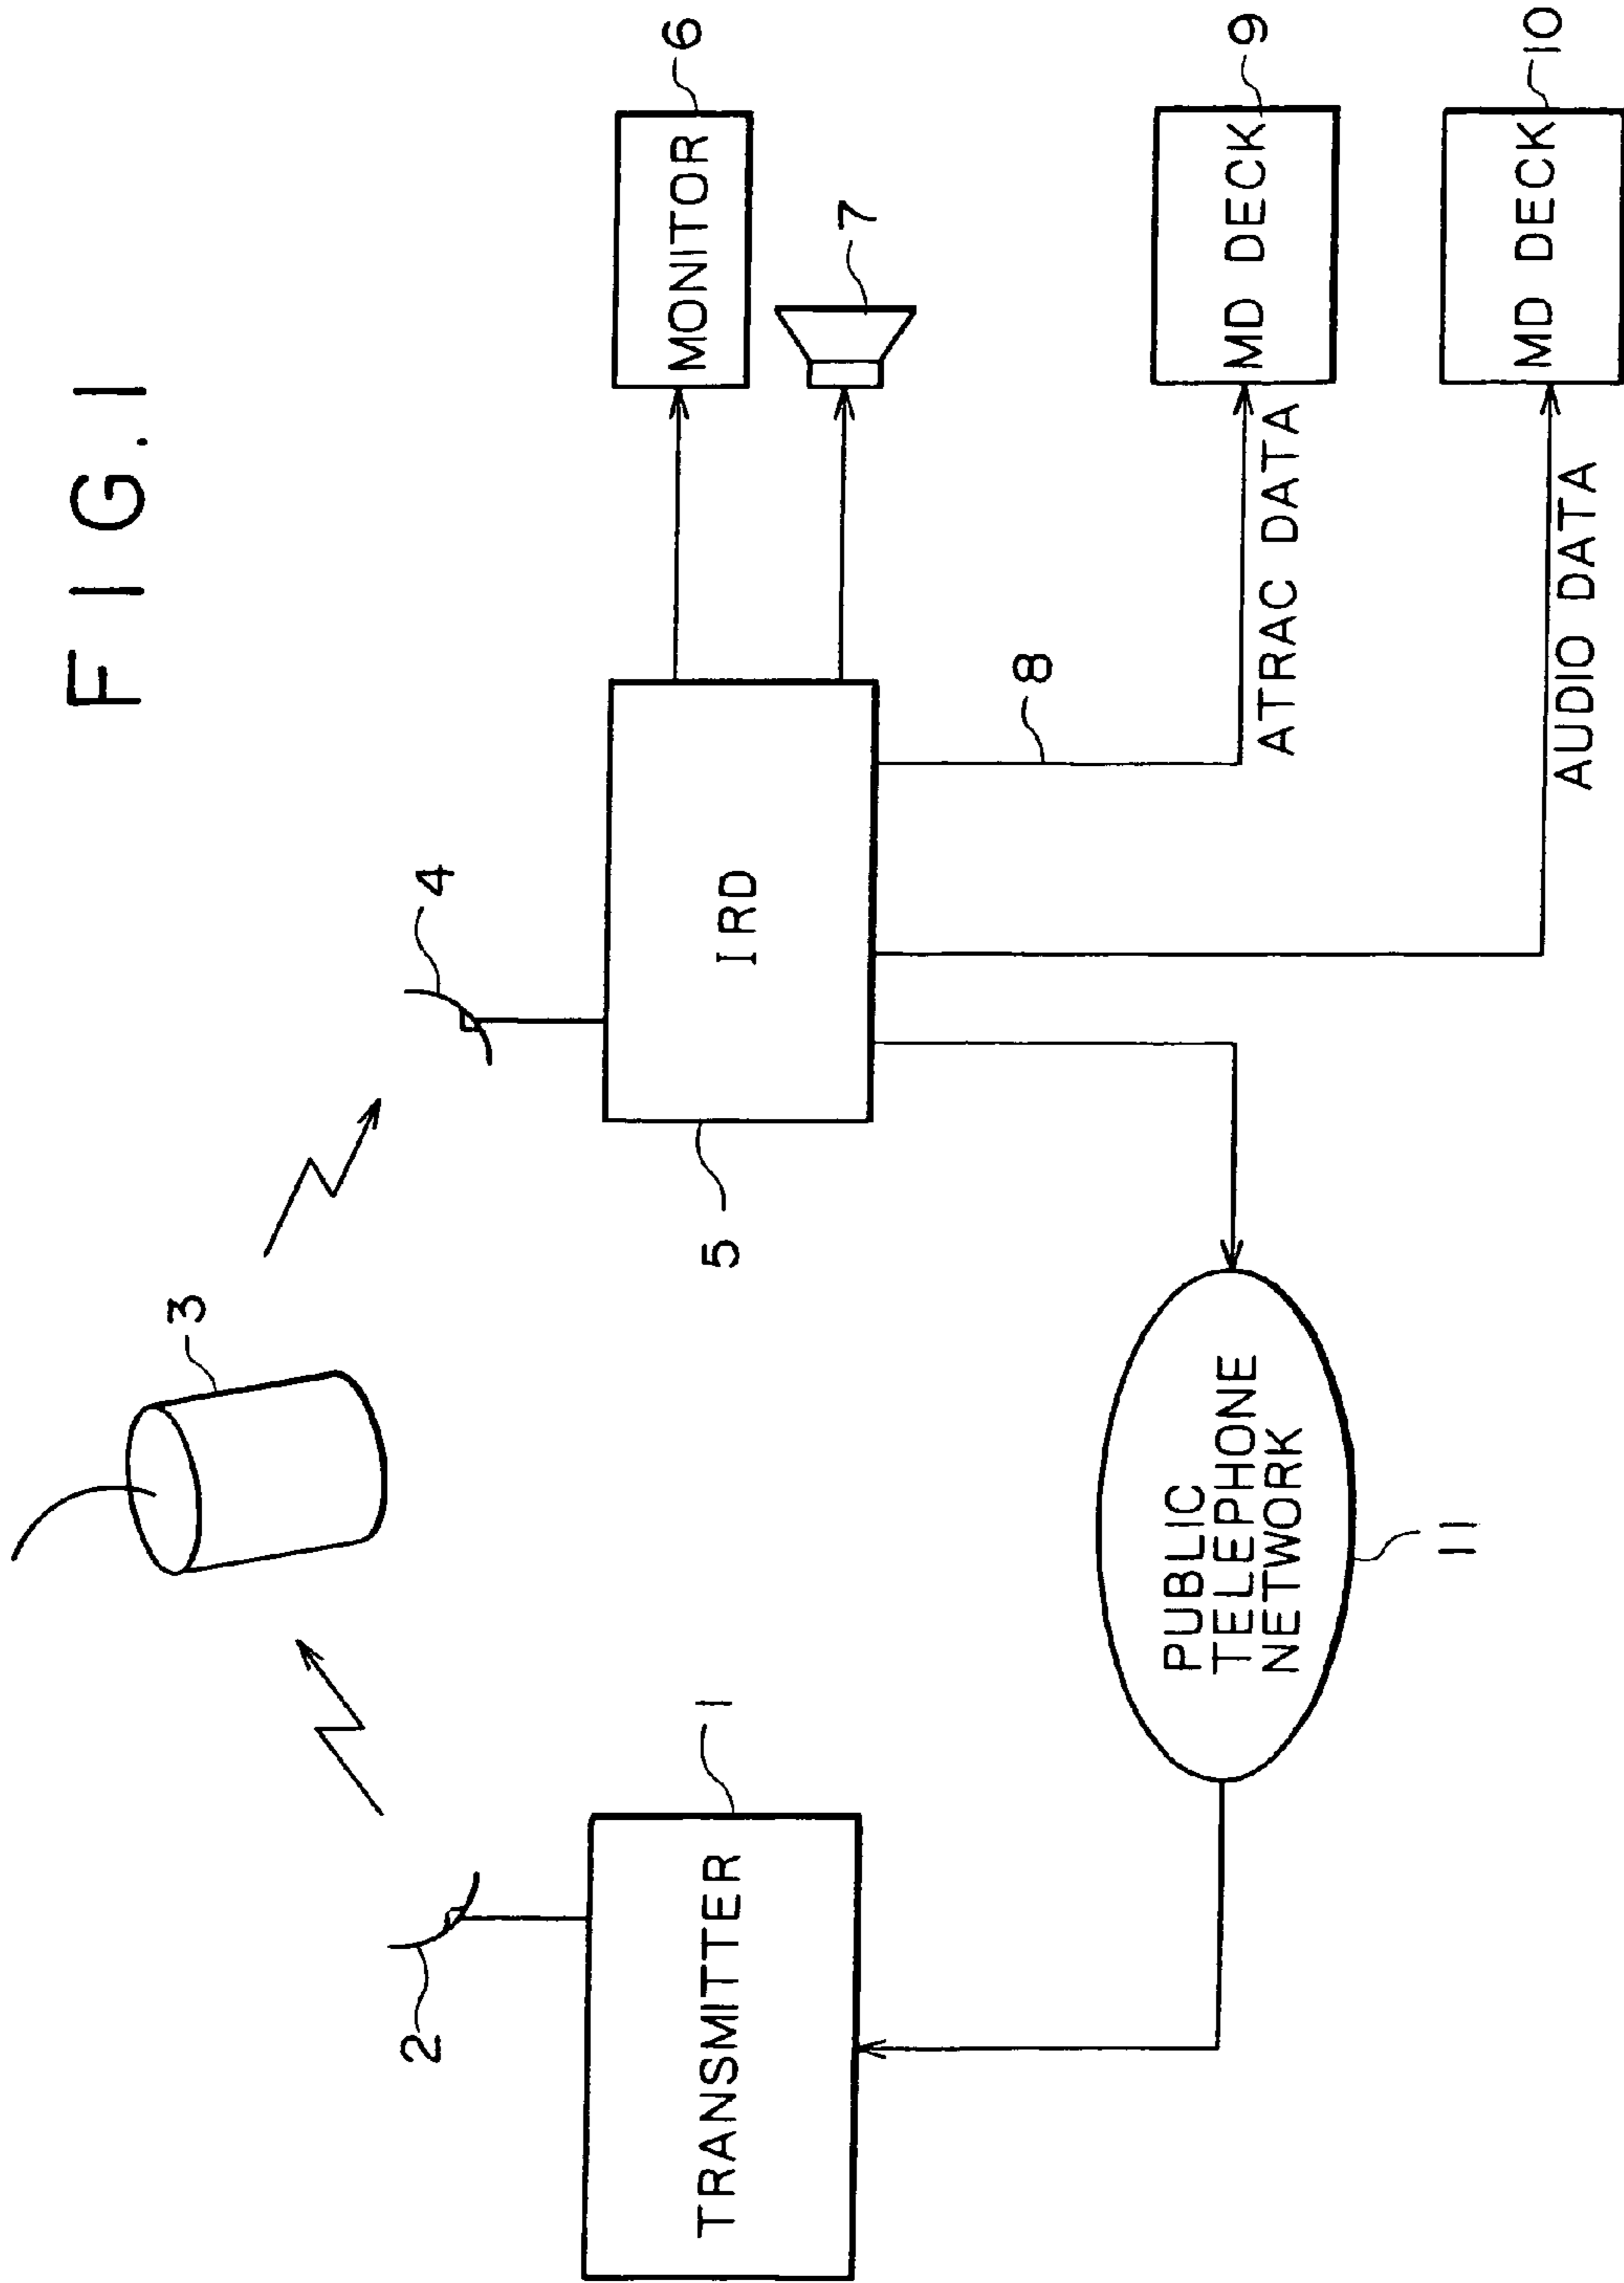 FIG. 1
3
2
4
1
TRANSMITTER
5
IRD
MONITOR
6
7
8
PUBLIC
TELEPHONE
NETWORK
11
ATRAC DATA
MD DECK
9
AUDIO DATA
MD DECK
10